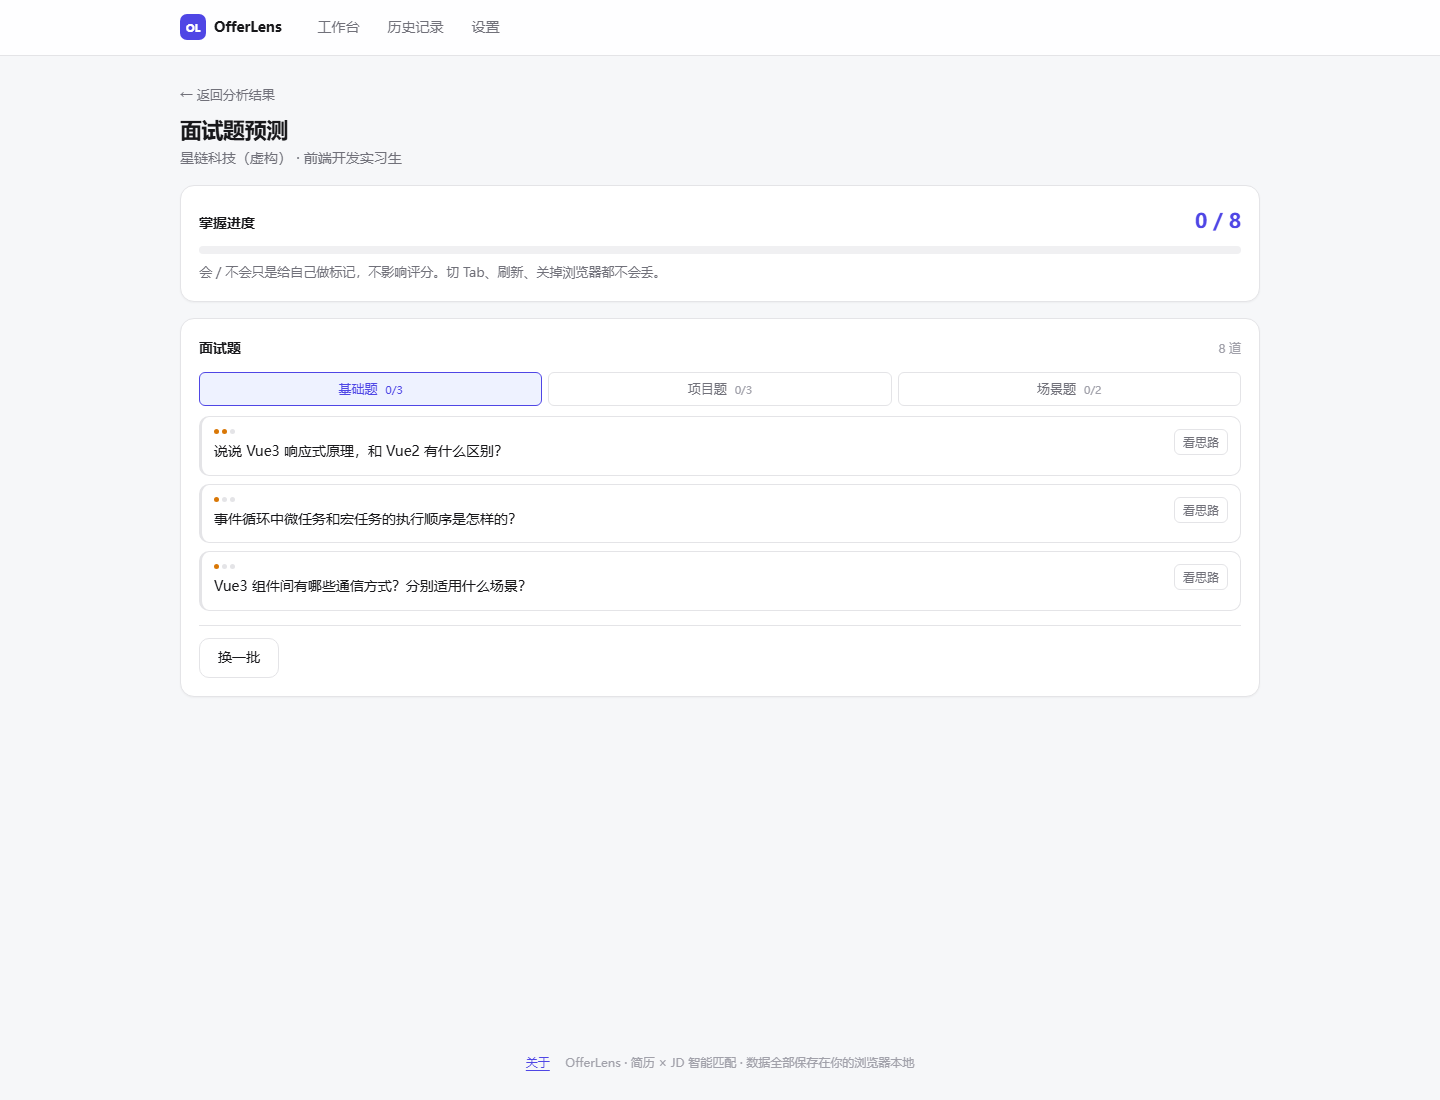 OL OfferLens 工作台 历史记录 设置
← 返回分析结果
面试题预测
星链科技（虚构） · 前端开发实习生
掌握进度 0 / 8
会 / 不会只是给自己做标记，不影响评分。切 Tab、刷新、关掉浏览器都不会丢。
面试题 8 道
基础题 0/3 项目题 0/3 场景题 0/2
说说 Vue3 响应式原理，和 Vue2 有什么区别？ 看思路
事件循环中微任务和宏任务的执行顺序是怎样的？ 看思路
Vue3 组件间有哪些通信方式？分别适用什么场景？ 看思路
换一批
关于 OfferLens · 简历 × JD 智能匹配 · 数据全部保存在你的浏览器本地